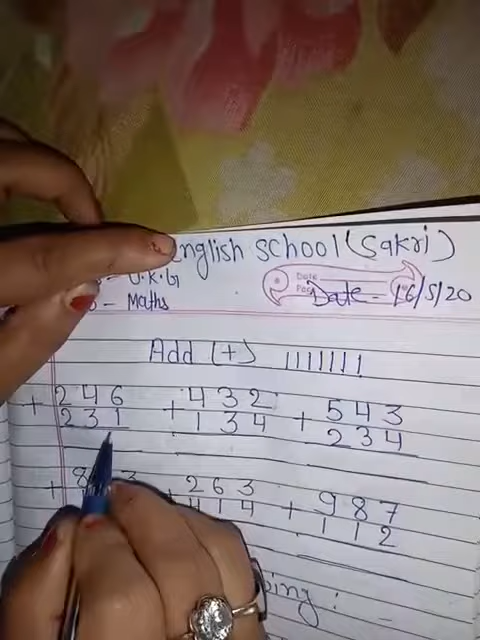 English School (Sakri)
U.K.G
Date
Date - 16/5/20
Maths
Add (+) ||||||||
246 432 543
+ 231 + 134 + 234
263 987
+ 414 + 112